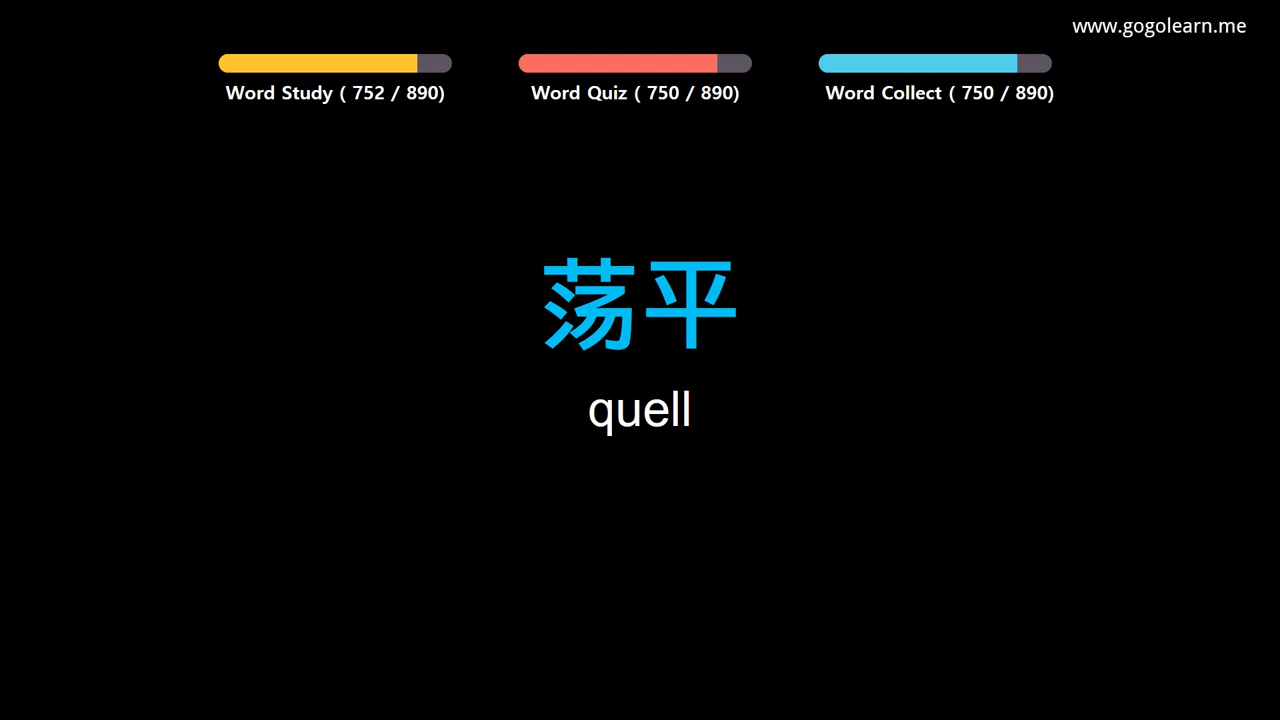 www.gogolearn.me
Word Study ( 752 / 890)
Word Quiz ( 750 / 890)
Word Collect ( 750 / 890)
荡平
quell